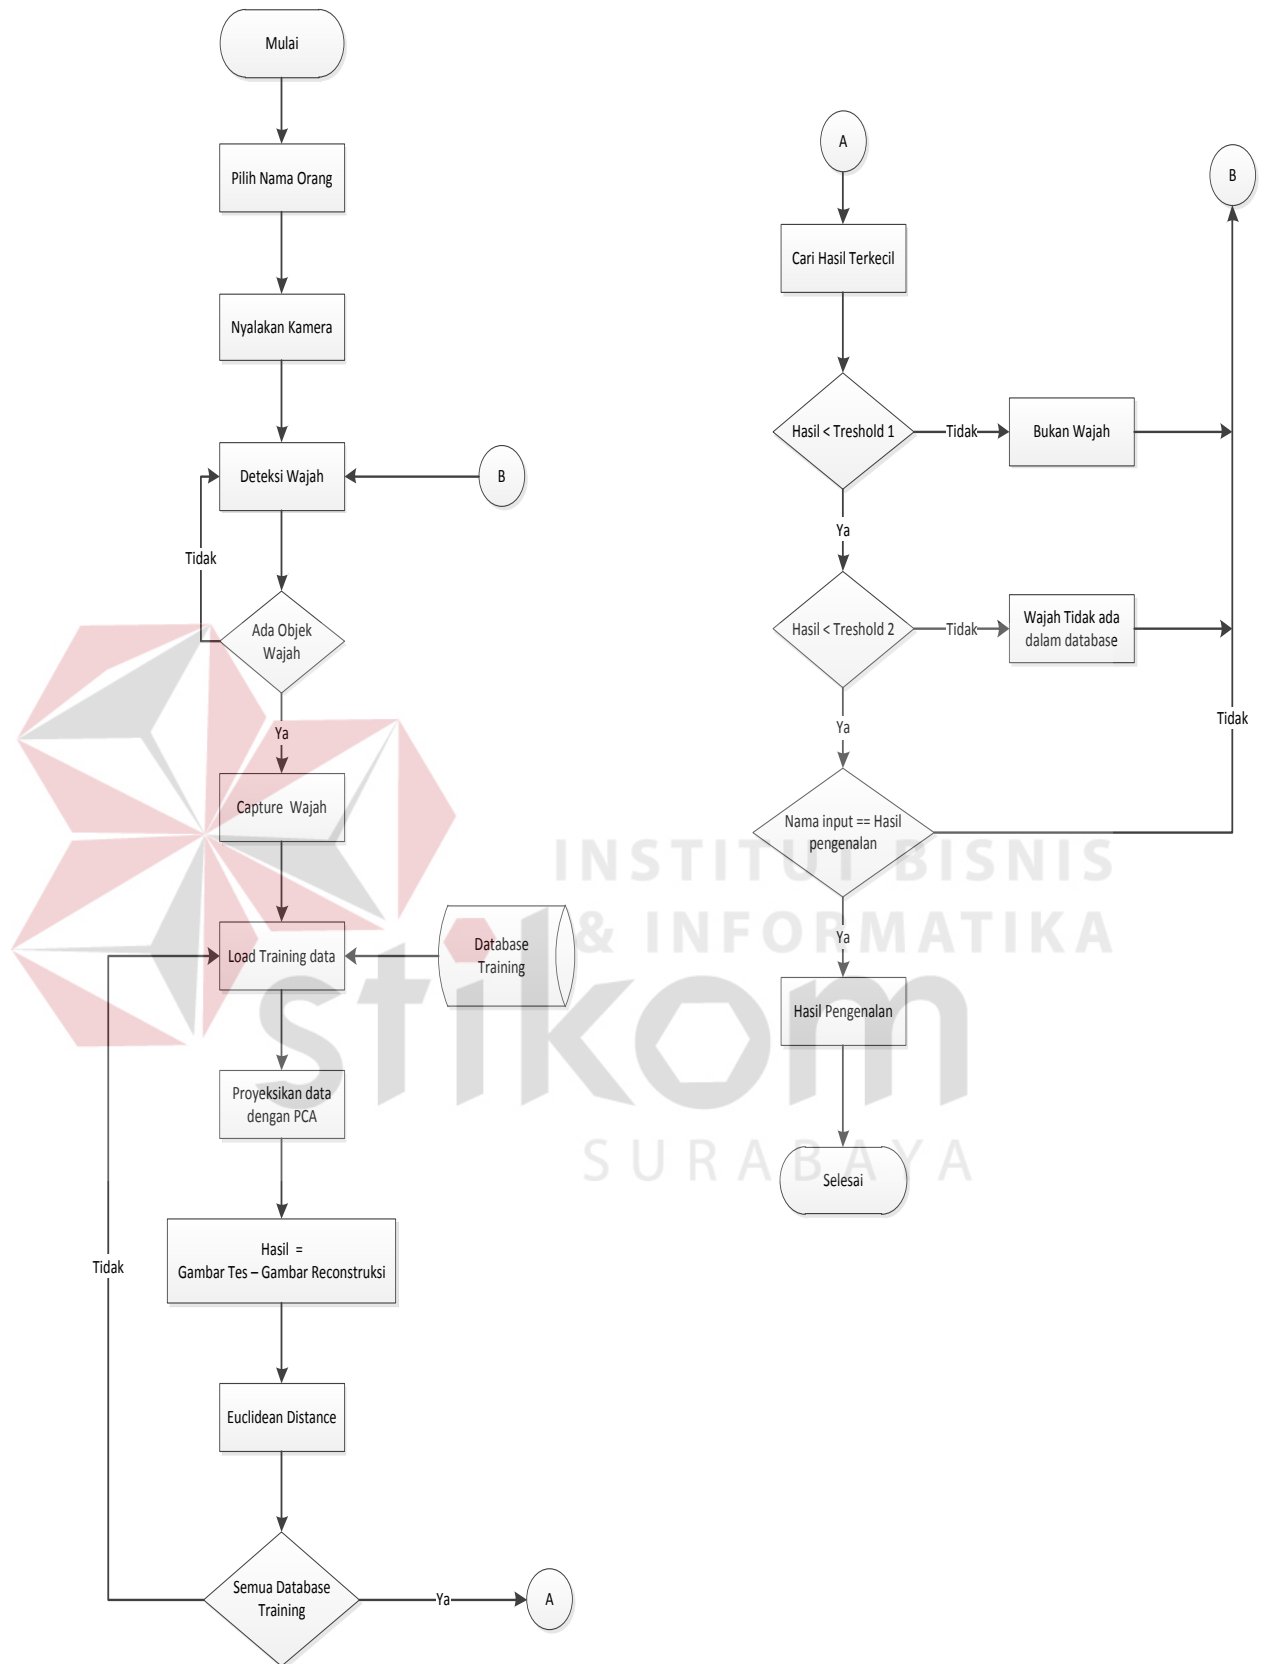 Mulai
Pilih Nama Orang
Nyalakan Kamera
Deteksi Wajah
B
Tidak
Ada Objek
Wajah
Ya
Capture Wajah
Load Training data
Database
Training
Proyeksikan data
dengan PCA
Hasil =
Gambar Tes – Gambar Reconstruksi
Tidak
Euclidean Distance
Semua Database
Training
Ya
A
A
B
Cari Hasil Terkecil
Hasil < Treshold 1
Tidak
Bukan Wajah
Ya
Hasil < Treshold 2
Tidak
Wajah Tidak ada
dalam database
Ya
Tidak
Nama input == Hasil
pengenalan
Ya
Hasil Pengenalan
Selesai
INSTITUT BISNIS
& INFORMATIKA
stikom
SURABAYA